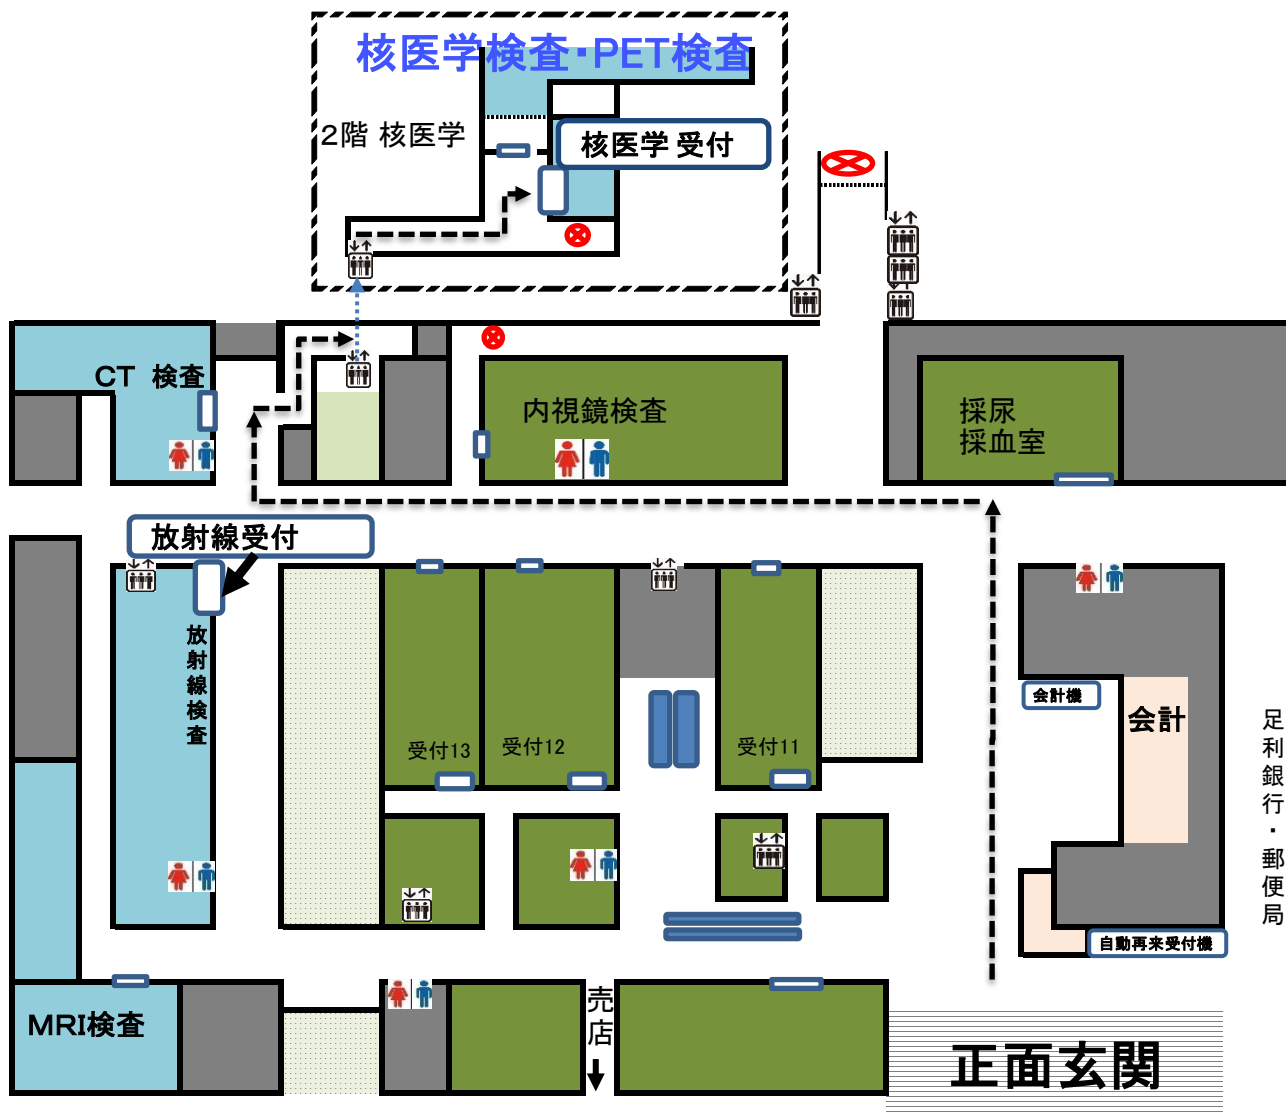 核医学検査・PET検査
2階 核医学
核医学 受付
CT 検査
内視鏡検査
採尿
採血室
放射線受付
放射線検査
受付13
受付12
受付11
会計機
会計
足利銀行・郵便局
自動再来受付機
MRI検査
売店
正面玄関